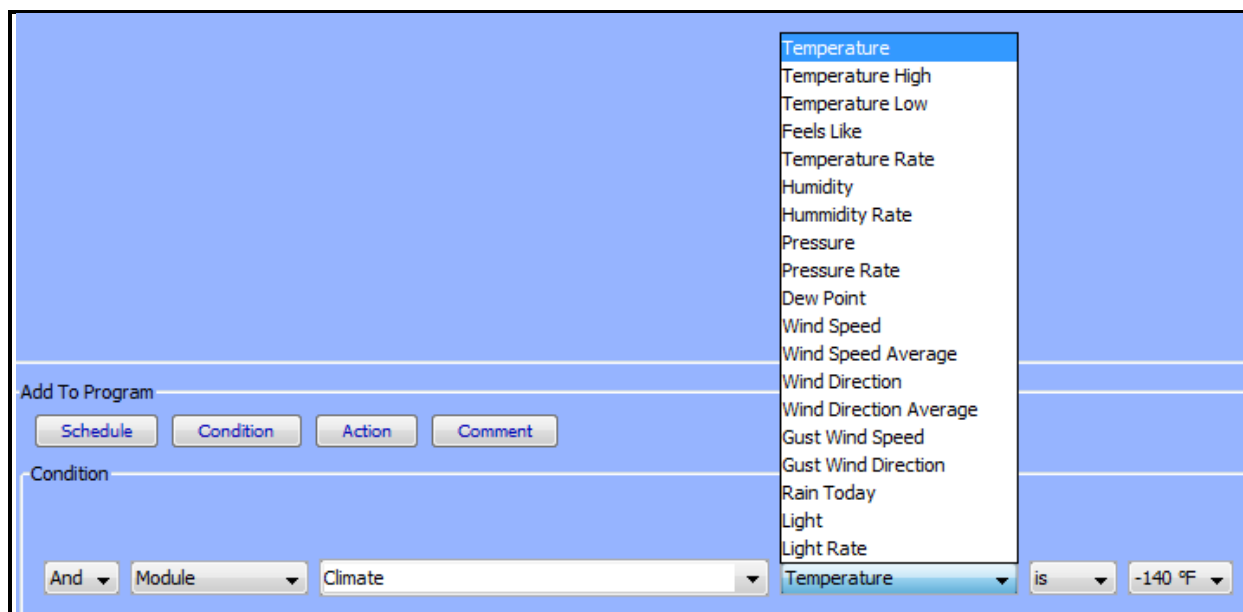 Temperature
Temperature High
Temperature Low
Feels Like
Temperature Rate
Humidity
Hummidity Rate
Pressure
Pressure Rate
Dew Point
Wind Speed
Wind Speed Average
Wind Direction
Wind Direction Average
Gust Wind Speed
Gust Wind Direction
Rain Today
Light
Light Rate
Add To Program
Schedule Condition Action Comment
Condition
And Module Climate Temperature is -140 °F